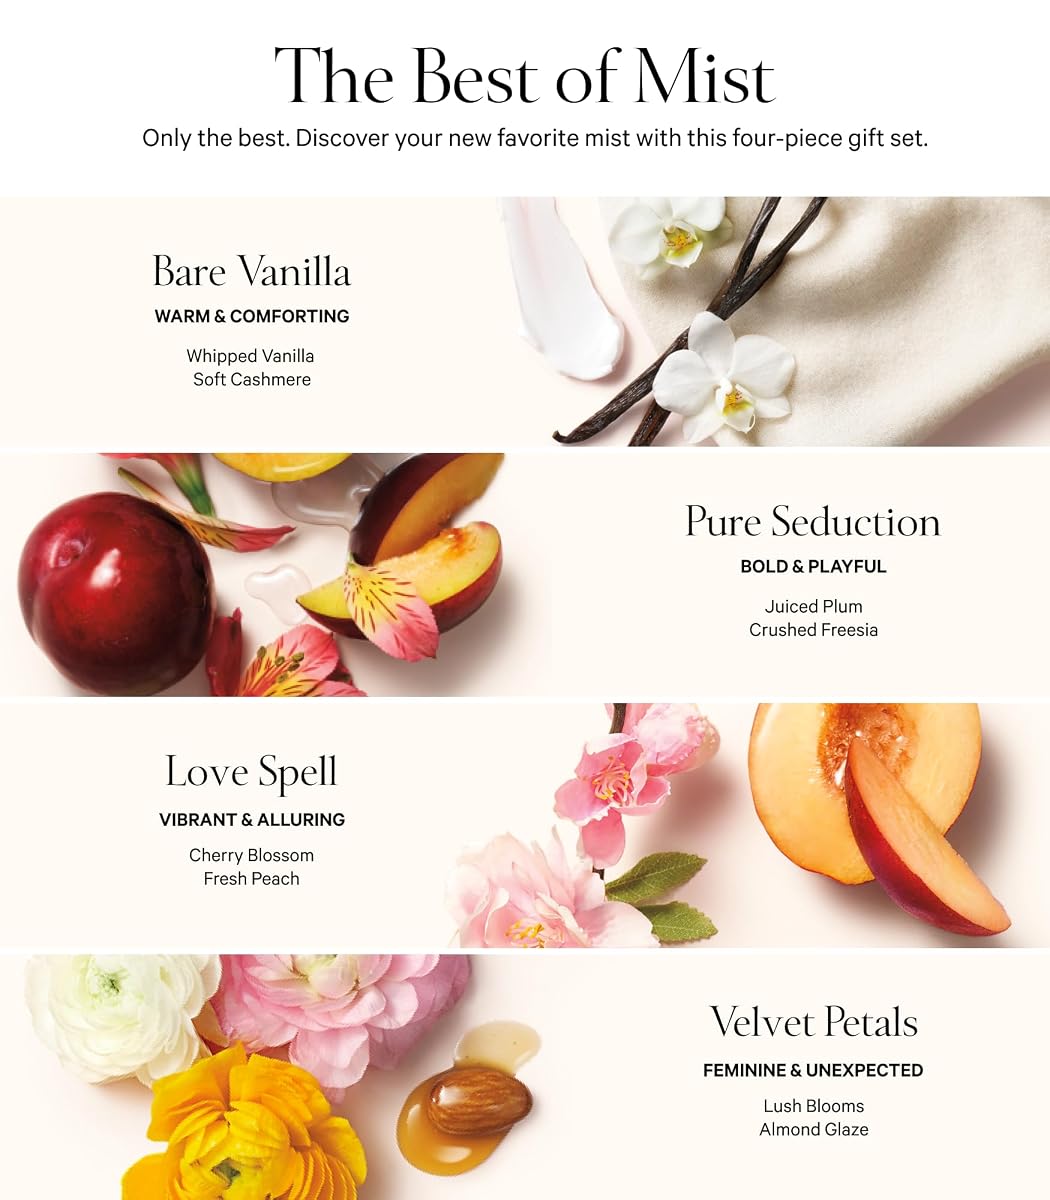 The Best of Mist
Only the best. Discover your new favorite mist with this four-piece gift set.
Bare Vanilla
WARM & COMFORTING
Whipped Vanilla
Soft Cashmere
Pure Seduction
BOLD & PLAYFUL
Juiced Plum
Crushed Freesia
Love Spell
VIBRANT & ALLURING
Cherry Blossom
Fresh Peach
Velvet Petals
FEMININE & UNEXPECTED
Lush Blooms
Almond Glaze